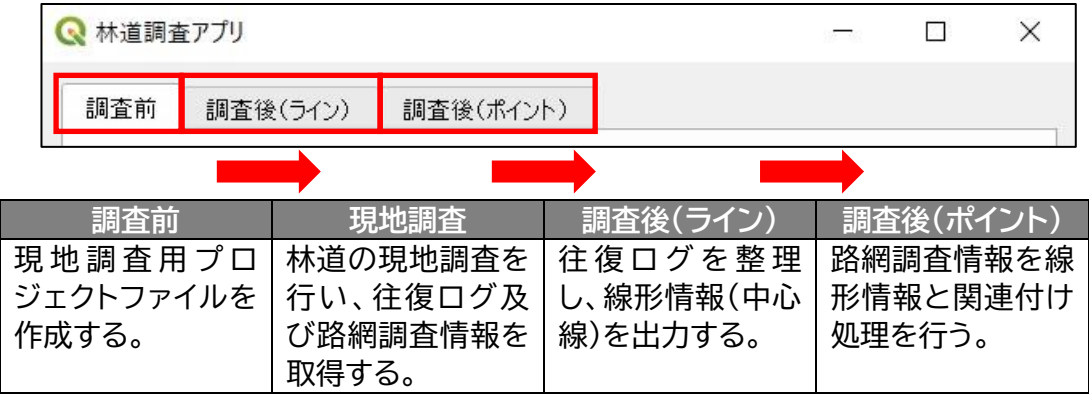 林道調査アプリ
調査前 調査後(ライン) 調査後(ポイント)
調査前
現地調査用プロ
ジェクトファイルを
作成する。
現地調査
林道の現地調査を
行い、往復ログ及
び路網調査情報を
取得する。
調査後(ライン)
往復ログを整理
し、線形情報(中心
線)を出力する。
調査後(ポイント)
路網調査情報を線
形情報と関連付け
処理を行う。